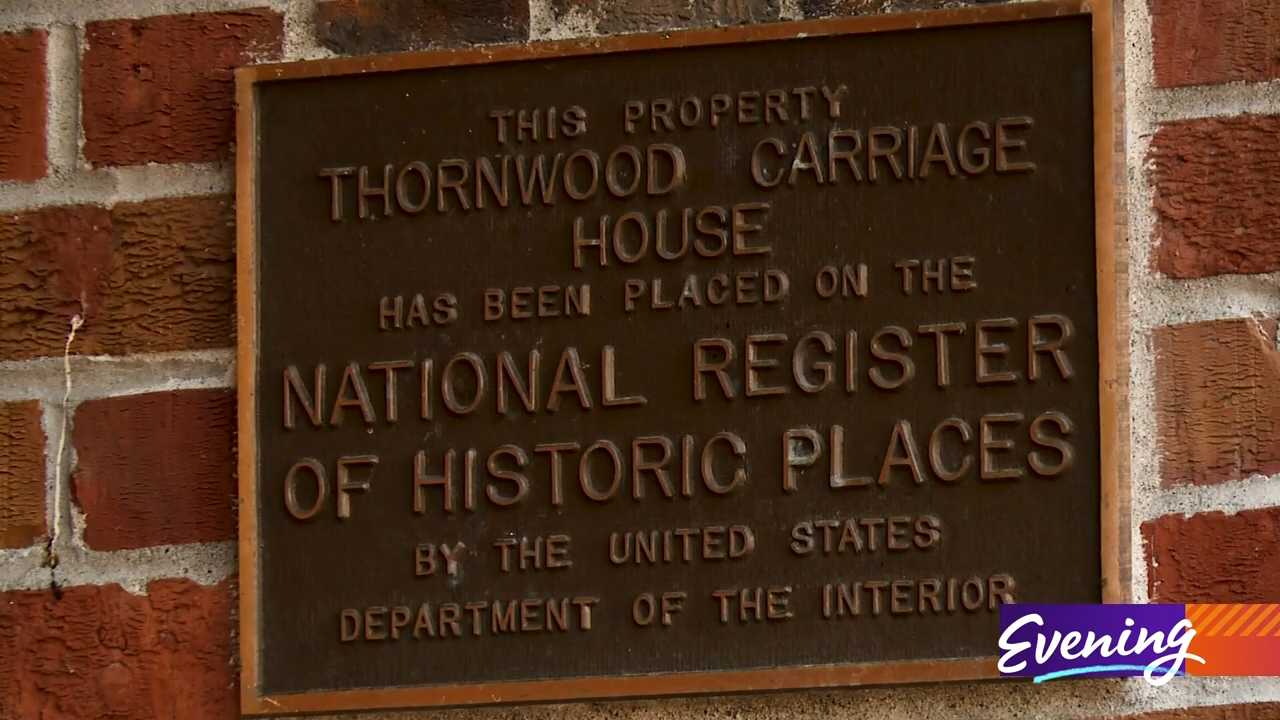 THIS PROPERTY
THORNWOOD CARRIAGE
HOUSE
HAS BEEN PLACED ON THE
NATIONAL REGISTER
OF HISTORIC PLACES
BY THE UNITED STATES
DEPARTMENT OF THE INTERIOR
Evening